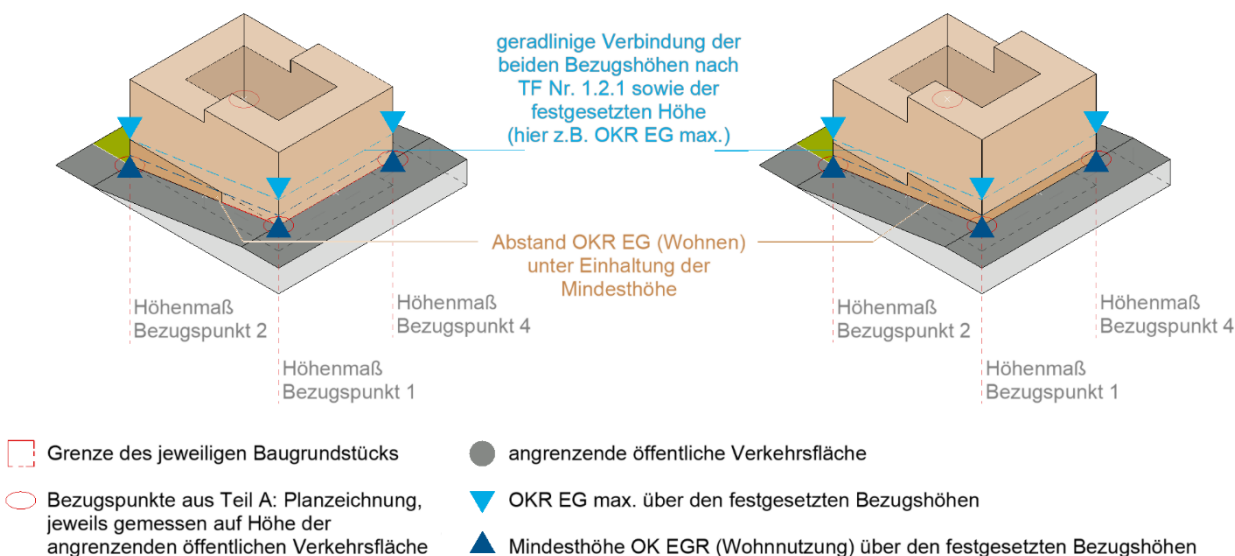 geradlinige Verbindung der
beiden Bezugshöhen nach
TF Nr. 1.2.1 sowie der
festgesetzten Höhe
(hier z.B. OKR EG max.)
Abstand OKR EG (Wohnen)
unter Einhaltung der
Mindesthöhe
Höhenmaß
Bezugspunkt 2
Höhenmaß
Bezugspunkt 4
Höhenmaß
Bezugspunkt 1
Höhenmaß
Bezugspunkt 2
Höhenmaß
Bezugspunkt 4
Höhenmaß
Bezugspunkt 1
Grenze des jeweiligen Baugrundstücks
Bezugspunkte aus Teil A: Planzeichnung,
jeweils gemessen auf Höhe der
angrenzenden öffentlichen Verkehrsfläche
angrenzende öffentliche Verkehrsfläche
OKR EG max. über den festgesetzten Bezugshöhen
Mindesthöhe OK EGR (Wohnnutzung) über den festgesetzten Bezugshöhen